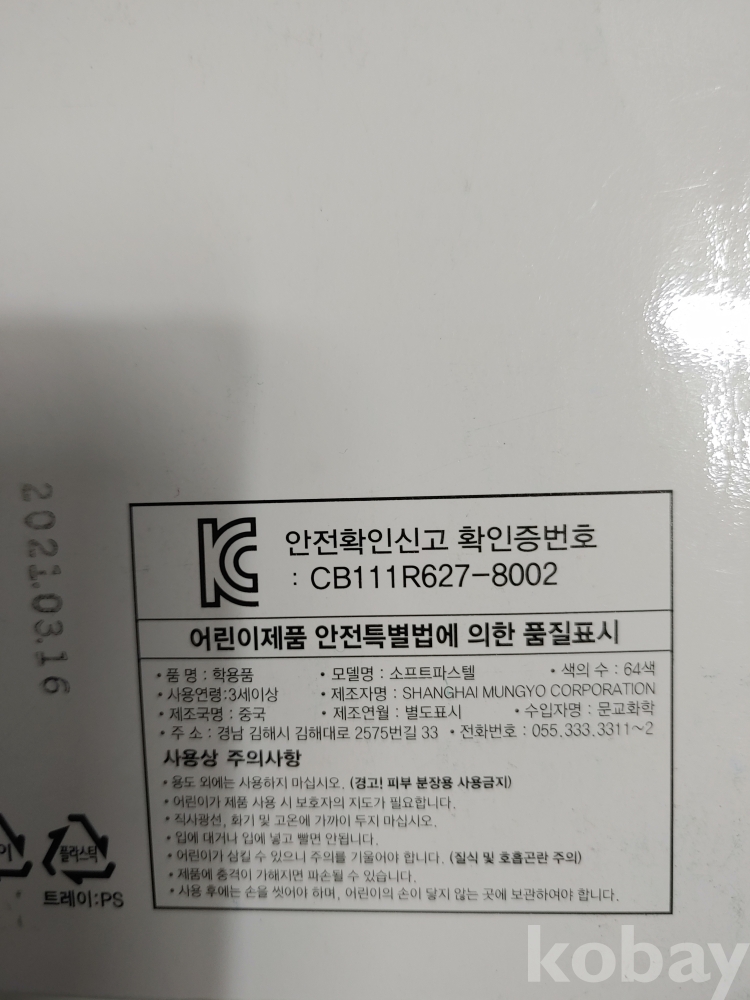 2021.03.16
안전확인신고 확인증번호
: CB111R627-8002
어린이제품 안전특별법에 의한 품질표시
• 품 명 : 학용품 • 모델명 : 소프트파스텔 • 색의 수 : 64색
• 사용연령:3세이상 • 제조자명 : SHANGHAI MUNGYO CORPORATION
• 제조국명 : 중국 • 제조연월 : 별도표시 • 수입자명 : 문교화학
• 주 소 : 경남 김해시 김해대로 2575번길 33 • 전화번호 : 055.333.3311~2
사용상 주의사항
• 용도 외에는 사용하지 마십시오. (경고! 피부 분장용 사용금지)
• 어린이가 제품 사용 시 보호자의 지도가 필요합니다.
• 직사광선, 화기 및 고온에 가까이 두지 마십시오.
• 입에 대거나 입에 넣고 빨면 안됩니다.
• 어린이가 삼킬 수 있으니 주의를 기울여야 합니다. (질식 및 호흡곤란 주의)
• 제품에 충격이 가해지면 파손될 수 있습니다.
• 사용 후에는 손을 씻어야 하며, 어린이의 손이 닿지 않는 곳에 보관하여야 합니다.
이
플라스틱
트레이:PS
kobay